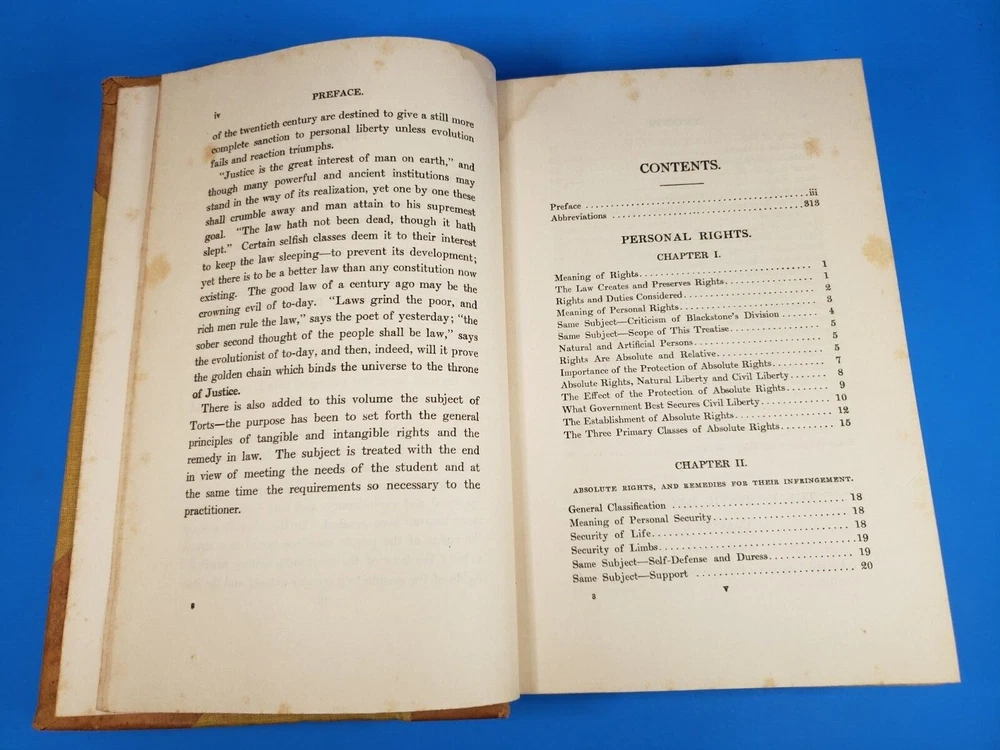 PREFACE.
iv
of the twentieth century are destined to give a still more
complete sanction to personal liberty unless evolution
fails and reaction triumphs.
"Justice is the great interest of man on earth," and
though many powerful and ancient institutions may
stand in the way of its realization, yet one by one these
shall crumble away and man attain to his supremest
goal. "The law hath not been dead, though it hath
slept." Certain selfish classes deem it to their interest
to keep the law sleeping—to prevent its development;
yet there is to be a better law than any constitution now
existing. The good law of a century ago may be the
crowning evil of to-day. "Laws grind the poor, and
rich men rule the law," says the poet of yesterday; "the
sober second thought of the people shall be law," says
the evolutionist of to-day, and then, indeed, will it prove
the golden chain which binds the universe to the throne
of Justice.
There is also added to this volume the subject of
Torts—the purpose has been to set forth the general
principles of tangible and intangible rights and the
remedy in law. The subject is treated with the end
in view of meeting the needs of the student and at
the same time the requirements so necessary to the
practitioner.
CONTENTS.
Preface ........ iii
Abbreviations ........ 313
PERSONAL RIGHTS.
CHAPTER I.
Meaning of Rights........ 1
The Law Creates and Preserves Rights........ 1
Rights and Duties Considered........ 2
Meaning of Personal Rights........ 3
Same Subject—Criticism of Blackstone's Division ....... 4
Same Subject—Scope of This Treatise........ 5
Natural and Artificial Persons ........ 5
Rights Are Absolute and Relative........ 5
Importance of the Protection of Absolute Rights........ 7
Absolute Rights, Natural Liberty and Civil Liberty....... 8
The Effect of the Protection of Absolute Rights........ 9
What Government Best Secures Civil Liberty........ 10
The Establishment of Absolute Rights........ 12
The Three Primary Classes of Absolute Rights.......... 15
CHAPTER II.
ABSOLUTE RIGHTS, AND REMEDIES FOR THEIR INFRINGEMENT.
General Classification ........ 18
Meaning of Personal Security........ 18
Security of Life........ 18
Security of Limbs........19
Same Subject—Self-Defense and Duress........ 19
Same Subject—Support ........ 20
3
v